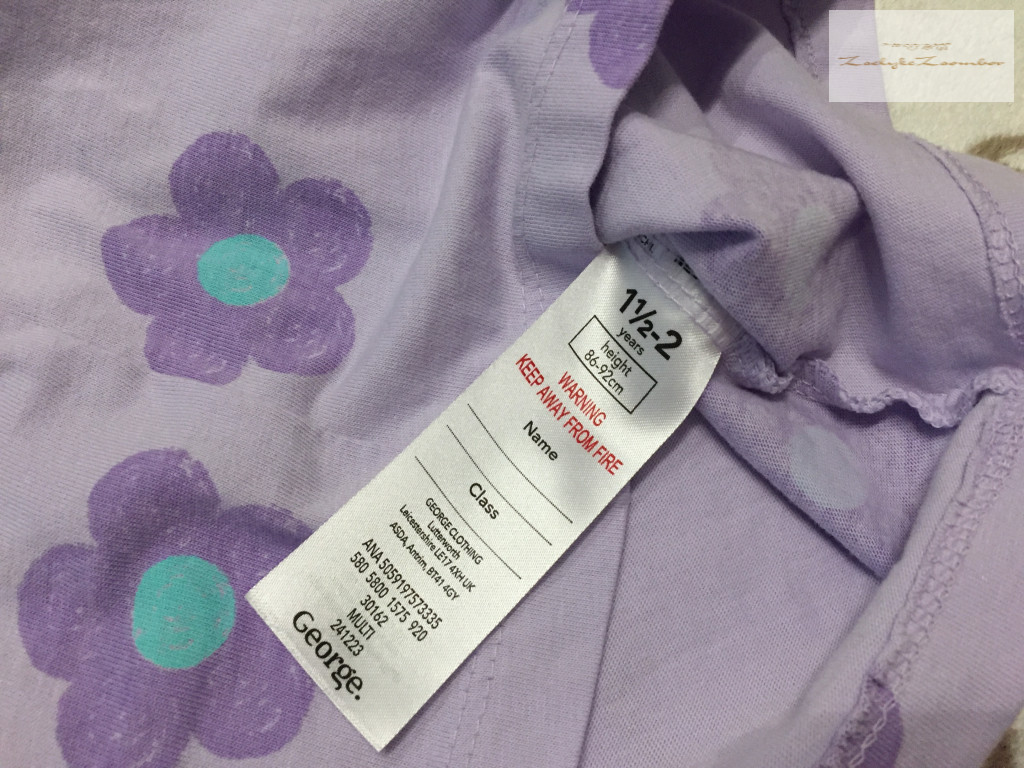 1½-2
years
height
86-92cm
WARNING
KEEP AWAY FROM FIRE
Name
Class
GEORGE CLOTHING
Lutterworth
Leicestershire LE17 4XH UK
ASDA, Antrim, BT41 4GY
ANA 5059197573335
580 5800 1575 920
30162
MULTI
241223
George.